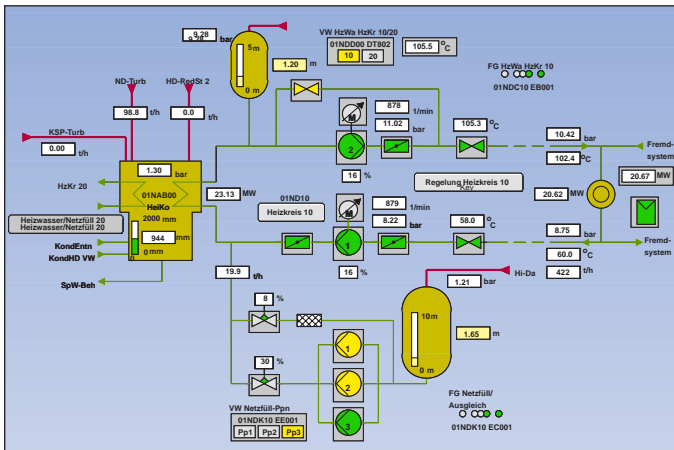 9.28
9.28 bar
5m
0 m
1.20 m
VW HzWa HzKr 10/20
01NDD00 DT802
10 20
105.5 °C
FG HzWa HzKr 10
01NDC10 EB001
ND-Turb
HD-RedSt 2
Hi-Da
98.8 t/h
0.0 t/h
KSP-Turb
0.00
t/h
M
878
1/min
11.02
bar
2
16 %
105.3 °C
10.42
bar
102.4
°C
Fremd-
system
1.30 bar
HzKr 20
01NAB00
HeiKo
2000 mm
944 mm
0 mm
23.13 MW
01ND10
Heizkreis 10
Regelung Heizkreis 10
20.62 MW
20.67 MW
Heizwasser/Netzfüll 20
Heizwasser/Netzfüll 20
KondEntn
KondHD VW
SpW-Beh
M
879
1/min
8.22
bar
1
16 %
58.0 °C
8.75
bar
60.0
°C
422
t/h
Fremd-
system
19.9 t/h
Hi-Da
1.21
bar
10m
0 m
1.65 m
8 %
30 %
1
2
3
VW Netzfüll-Ppn
01NDK10 EE001
Pp1 Pp2 Pp3
FG Netzfüll/
Ausgleich
01NDK10 EC001